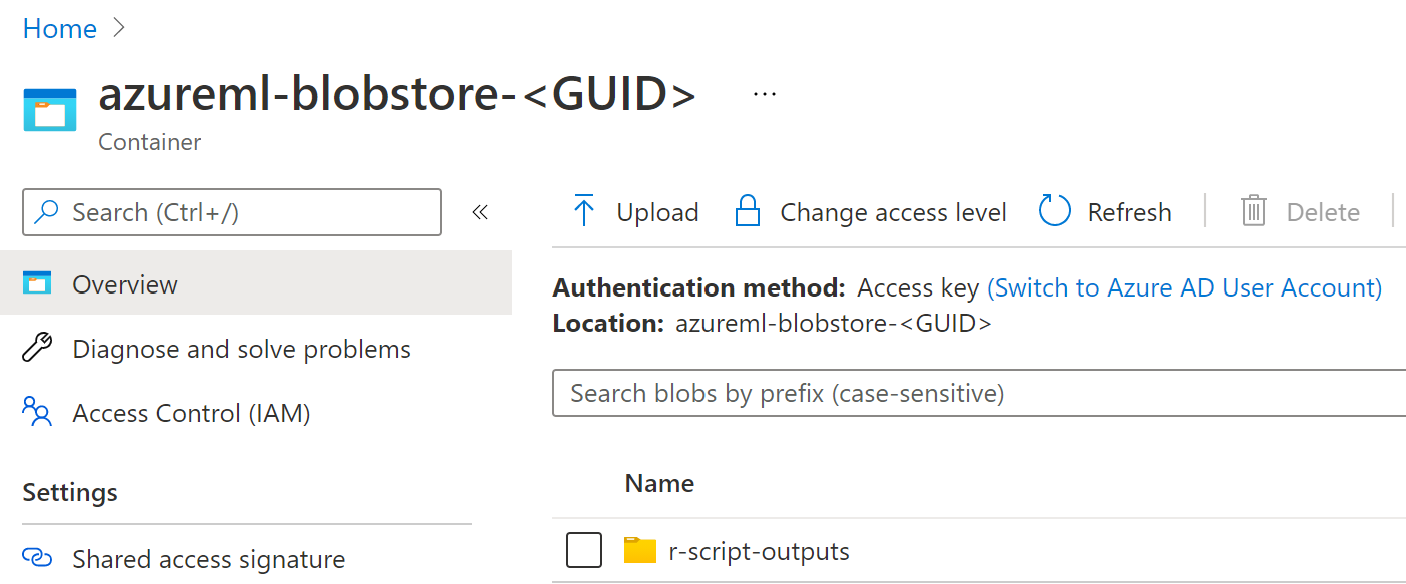 Home
azureml-blobstore-<GUID> ...
Container
Search (Ctrl+/)
Overview
Diagnose and solve problems
Access Control (IAM)
Settings
Shared access signature
Upload Change access level Refresh Delete
Authentication method: Access key (Switch to Azure AD User Account)
Location: azureml-blobstore-<GUID>
Search blobs by prefix (case-sensitive)
Name
r-script-outputs